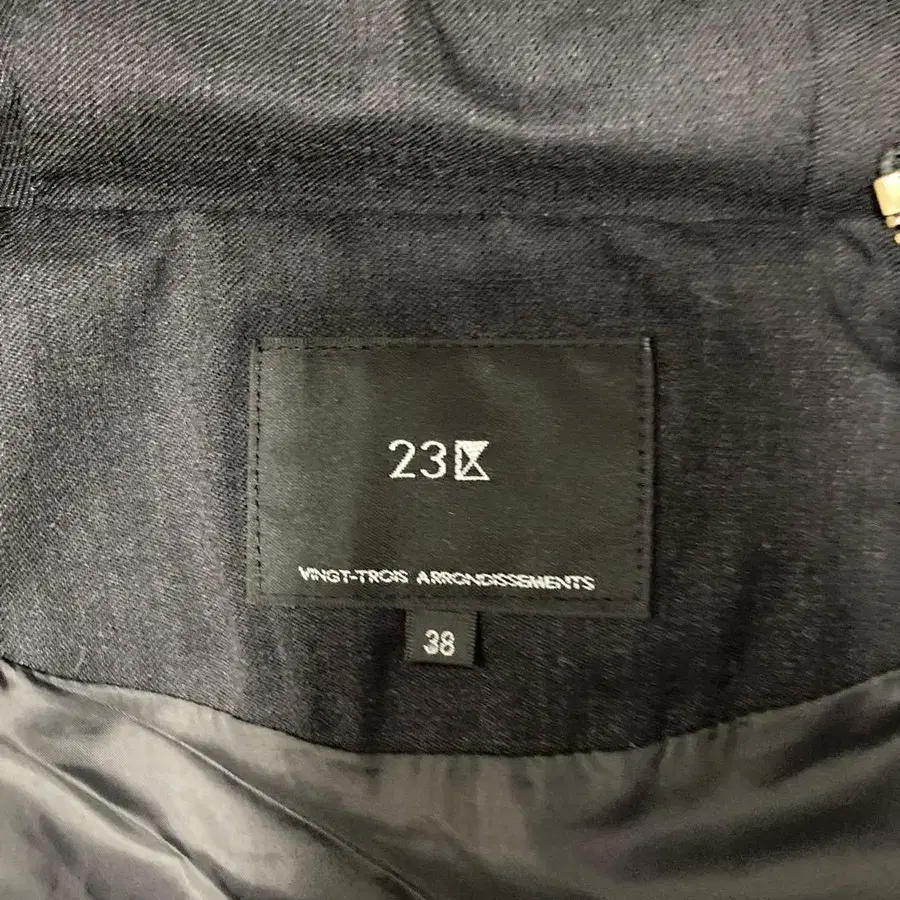 23区
VINGT-TROIS ARRONDISSEMENTS
38